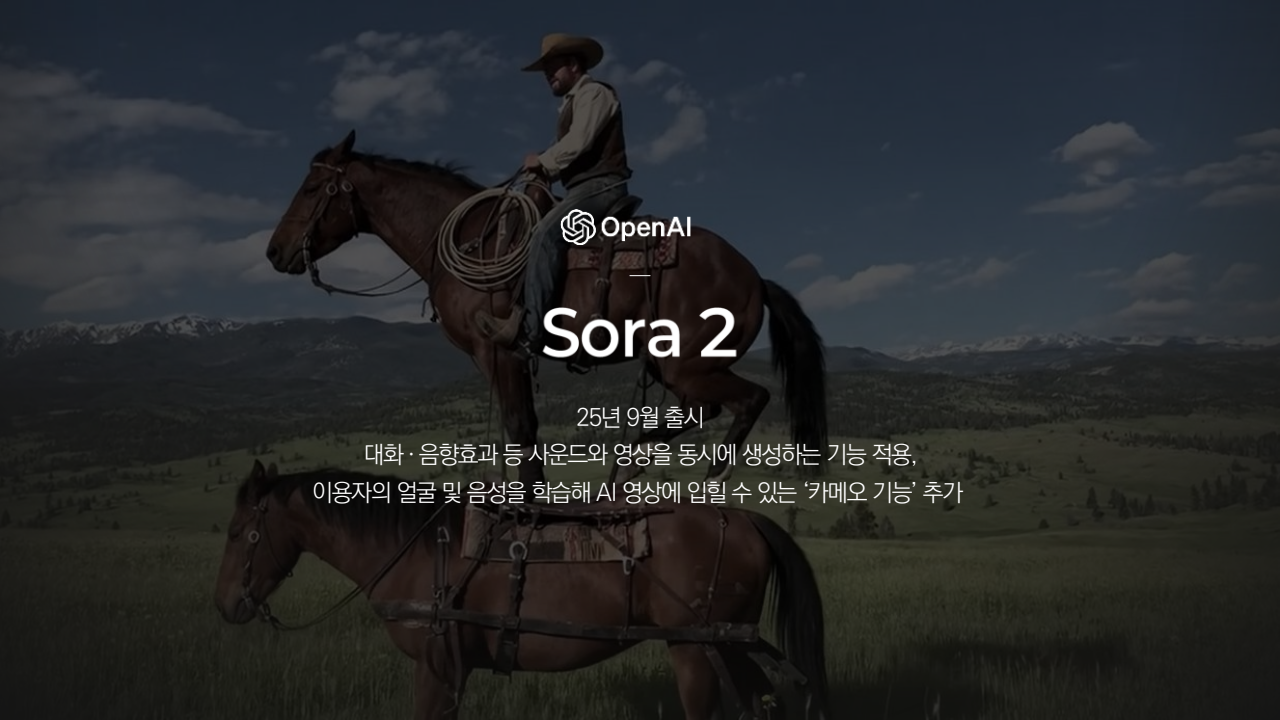 OpenAI
Sora 2
25년 9월 출시
대화 · 음향효과 등 사운드와 영상을 동시에 생성하는 기능 적용,
이용자의 얼굴 및 음성을 학습해 AI 영상에 입힐 수 있는 ‘카메오 기능’ 추가